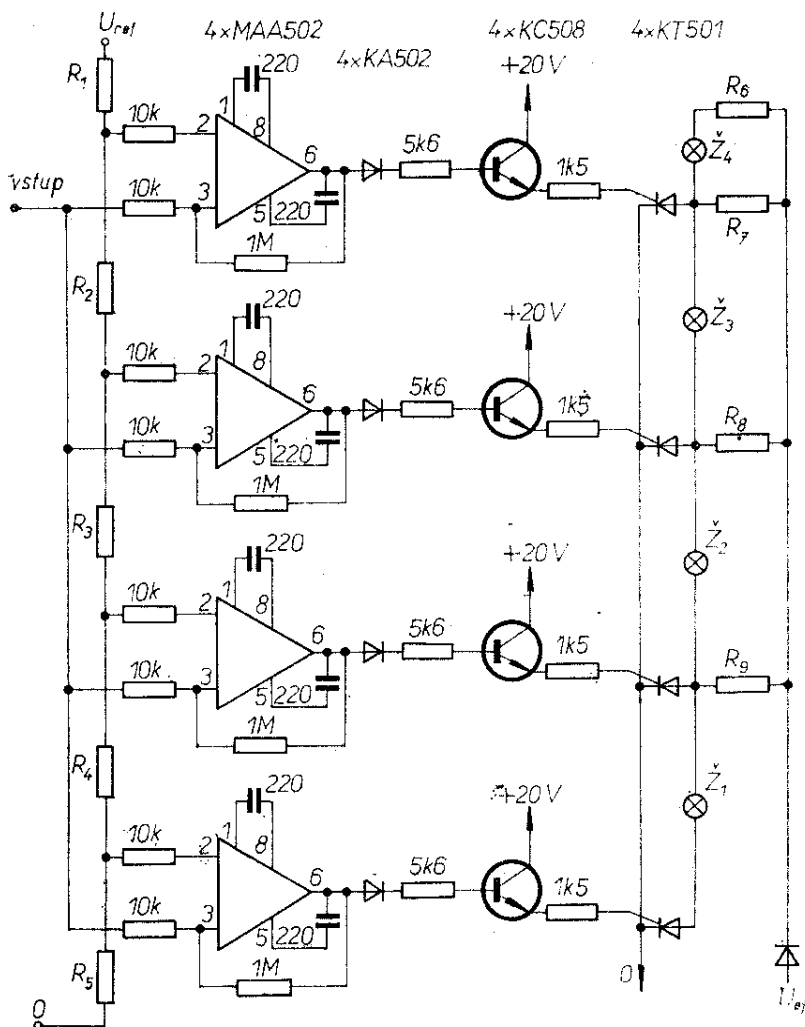 U_ref 4×MAA502 4×KA502 4×KC508 4×KT501
R1 220 +20V R6
10k 1 8 Ž4
2 6 5k6 1k5
vstup 10k 3 5 220 R7
1M
R2 220 +20V Ž3
10k 1 8
2 6 5k6 1k5 R8
10k 3 5 220
1M
R3 220 +20V Ž2
10k 1 8
2 6 5k6 1k5 R9
10k 3 5 220
1M
R4 220 +20V Ž1
10k 1 8
2 6 5k6 1k5
10k 3 5 220
1M
R5 0
0